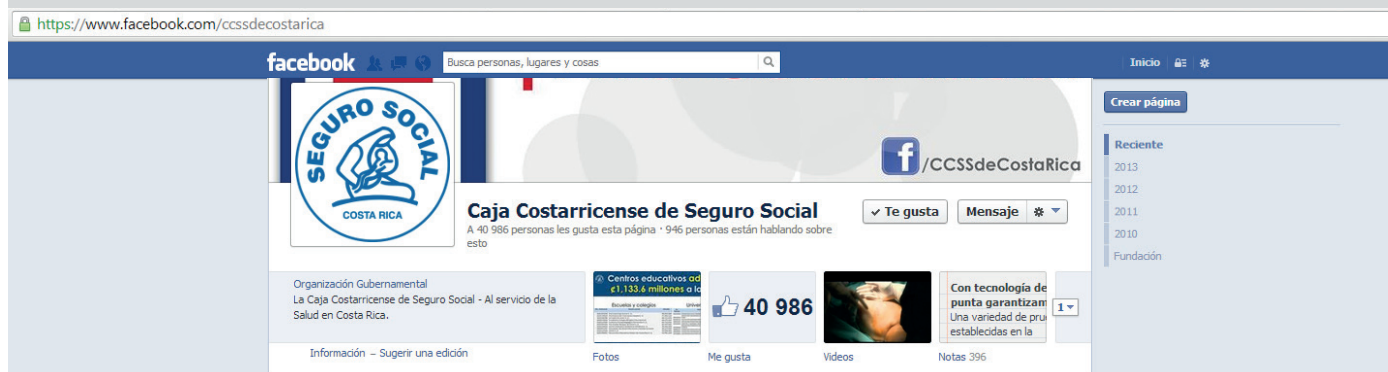 https://www.facebook.com/ccssdecostarica
facebook
Busca personas, lugares y cosas
Inicio
SEGURO SOCIAL
COSTA RICA
f /CCSSdeCostaRica
Crear página
Reciente
2013
2012
2011
2010
Fundación
Caja Costarricense de Seguro Social
A 40 986 personas les gusta esta página · 946 personas están hablando sobre
esto
✓ Te gusta
Mensaje
Organización Gubernamental
La Caja Costarricense de Seguro Social - Al servicio de la
Salud en Costa Rica.
Información – Sugerir una edición
Centros educativos ad
¢1,133.6 millones a lo
Escuelas y colegios
Fotos
40 986
Me gusta
Videos
Con tecnología de
punta garantizam
Una variedad de pru
establecidas en la
Notas 396
1